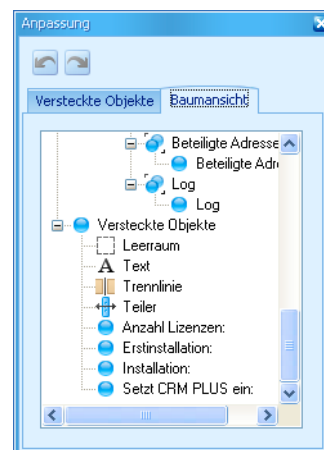 Anpassung
Versteckte Objekte Baumansicht
Beteiligte Adresse
Beteiligte Adr
Log
Log
Versteckte Objekte
Leerraum
A Text
Trennlinie
Teiler
Anzahl Lizenzen:
Erstinstallation:
Installation:
Setzt CRM PLUS ein: